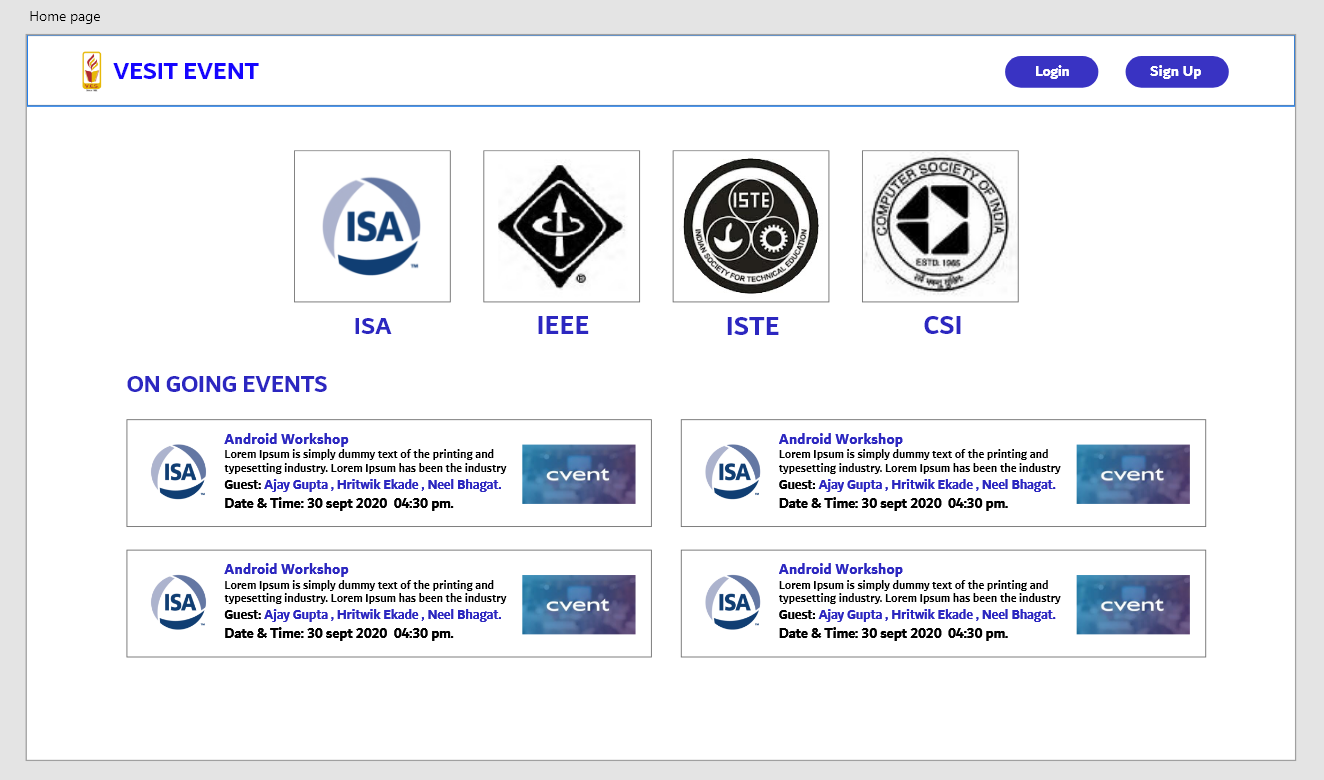 Home page
V.E.S.
VESIT EVENT
Login
Sign Up
ISA
TM
®
ISTE
INDIAN SOCIETY FOR TECHNICAL EDUCATION
COMPUTER SOCIETY OF INDIA
ESTD. 1965
ISA
IEEE
ISTE
CSI
ON GOING EVENTS
ISA
Android Workshop
Lorem Ipsum is simply dummy text of the printing and
typesetting industry. Lorem Ipsum has been the industry
Guest: Ajay Gupta , Hritwik Ekade , Neel Bhagat.
Date & Time: 30 sept 2020  04:30 pm.
cvent
ISA
Android Workshop
Lorem Ipsum is simply dummy text of the printing and
typesetting industry. Lorem Ipsum has been the industry
Guest: Ajay Gupta , Hritwik Ekade , Neel Bhagat.
Date & Time: 30 sept 2020  04:30 pm.
cvent
ISA
Android Workshop
Lorem Ipsum is simply dummy text of the printing and
typesetting industry. Lorem Ipsum has been the industry
Guest: Ajay Gupta , Hritwik Ekade , Neel Bhagat.
Date & Time: 30 sept 2020  04:30 pm.
cvent
ISA
Android Workshop
Lorem Ipsum is simply dummy text of the printing and
typesetting industry. Lorem Ipsum has been the industry
Guest: Ajay Gupta , Hritwik Ekade , Neel Bhagat.
Date & Time: 30 sept 2020  04:30 pm.
cvent